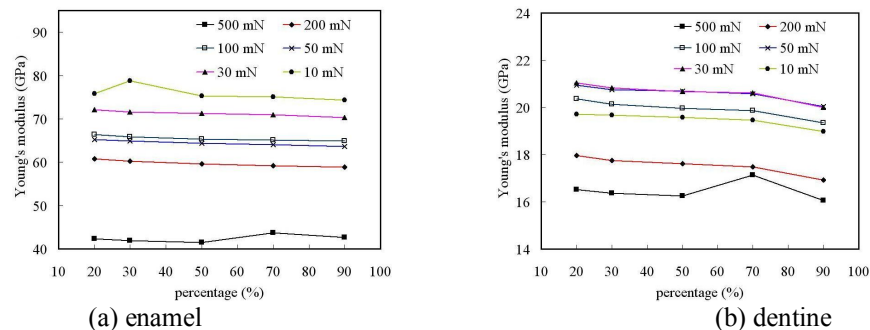 500 mN 200 mN
100 mN 50 mN
30 mN 10 mN
Young's modulus (GPa)
95
90
80
70
60
50
40
10 20 30 40 50 60 70 80 90 100
percentage (%)
(a) enamel
500 mN 200 mN
100 mN 50 mN
30 mN 10 mN
Young's modulus (GPa)
24
22
20
18
16
14
10 20 30 40 50 60 70 80 90 100
percentage (%)
(b) dentine